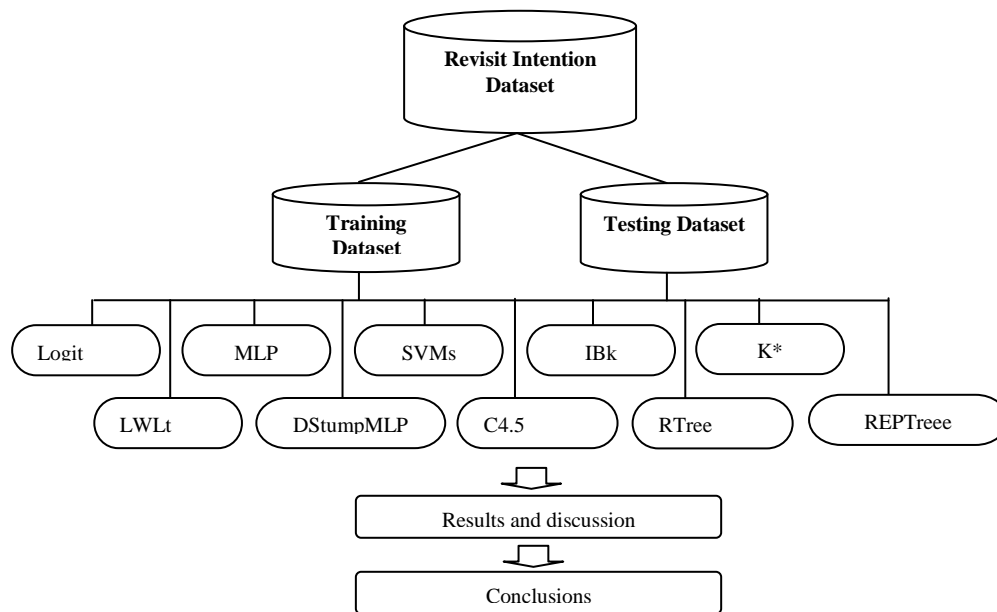 Revisit Intention
Dataset
Training
Dataset
Testing Dataset
Logit
MLP
SVMs
IBk
K*
LWLt
DStumpMLP
C4.5
RTree
REPTreee
Results and discussion
Conclusions